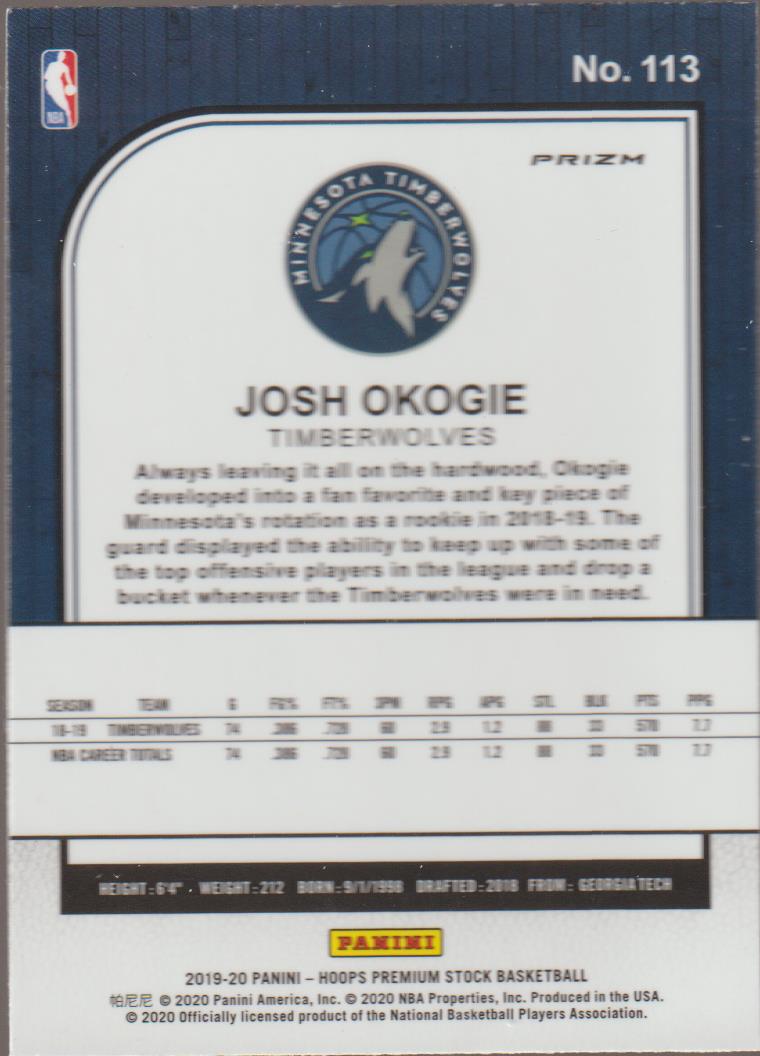 No. 113
NBA
PRIZM
MINNESOTA TIMBERWOLVES
JOSH OKOGIE
TIMBERWOLVES
Always leaving it all on the hardwood, Okogie
developed into a fan favorite and key piece of
Minnesota's rotation as a rookie in 2018-19. The
guard displayed the ability to keep up with some of
the top offensive players in the league and drop a
bucket whenever the Timberwolves were in need.
SEASON TEAM G FG% FT% 3PM RPG APG STL BLK PTS PPG
18-19 TIMBERWOLVES 74 .386 .728 60 2.9 1.2 88 33 570 7.7
NBA CAREER TOTALS 74 .386 .728 60 2.9 1.2 88 33 570 7.7
HEIGHT: 6'4" . WEIGHT: 212 BORN: 9/1/1998 DRAFTED: 2018 FROM: GEORGIA TECH
PANINI
2019-20 PANINI – HOOPS PREMIUM STOCK BASKETBALL
帕尼尼 © 2020 Panini America, Inc. © 2020 NBA Properties, Inc. Produced in the USA.
© 2020 Officially licensed product of the National Basketball Players Association.